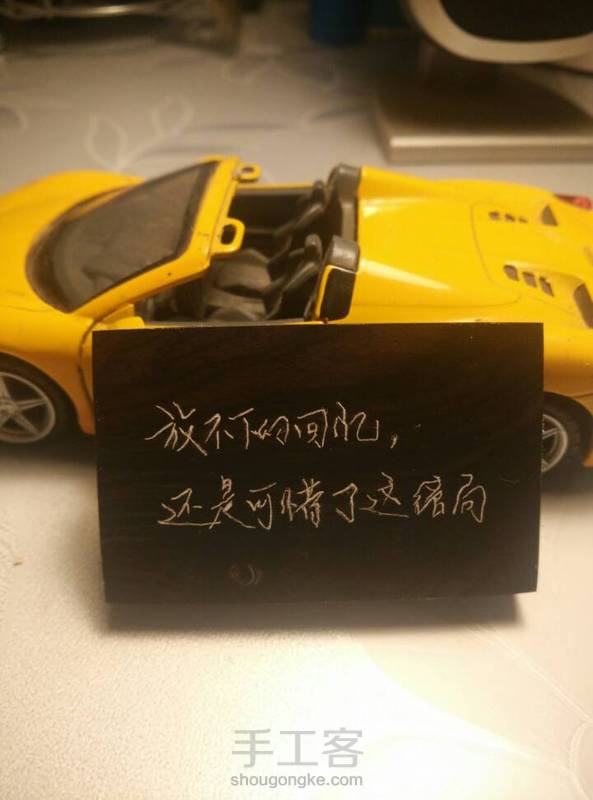 放不下的回忆，
还是可惜了这结局
手工客
shougongke.com